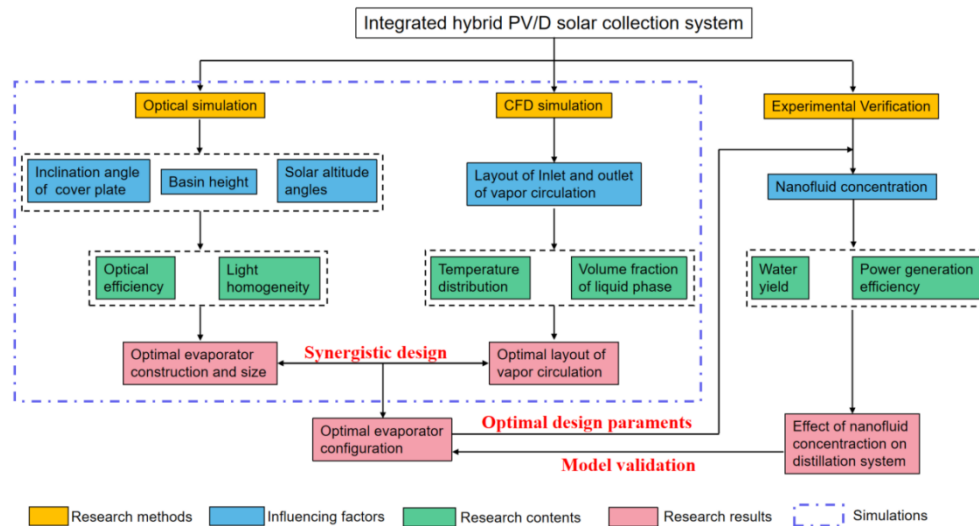 Integrated hybrid PV/D solar collection system
Optical simulation
CFD simulation
Experimental Verification
Inclination angle
of cover plate
Basin height
Solar altitude
angles
Layout of Inlet and outlet
of vapor circulation
Nanofluid concentration
Optical
efficiency
Light
homogeneity
Temperature
distribution
Volume fraction
of liquid phase
Water
yield
Power generation
efficiency
Optimal evaporator
construction and size
Synergistic design
Optimal layout of
vapor circulation
Optimal evaporator
configuration
Optimal design paraments
Model validation
Effect of nanofluid
concentraction on
distillation system
Research methods
Influencing factors
Research contents
Research results
Simulations